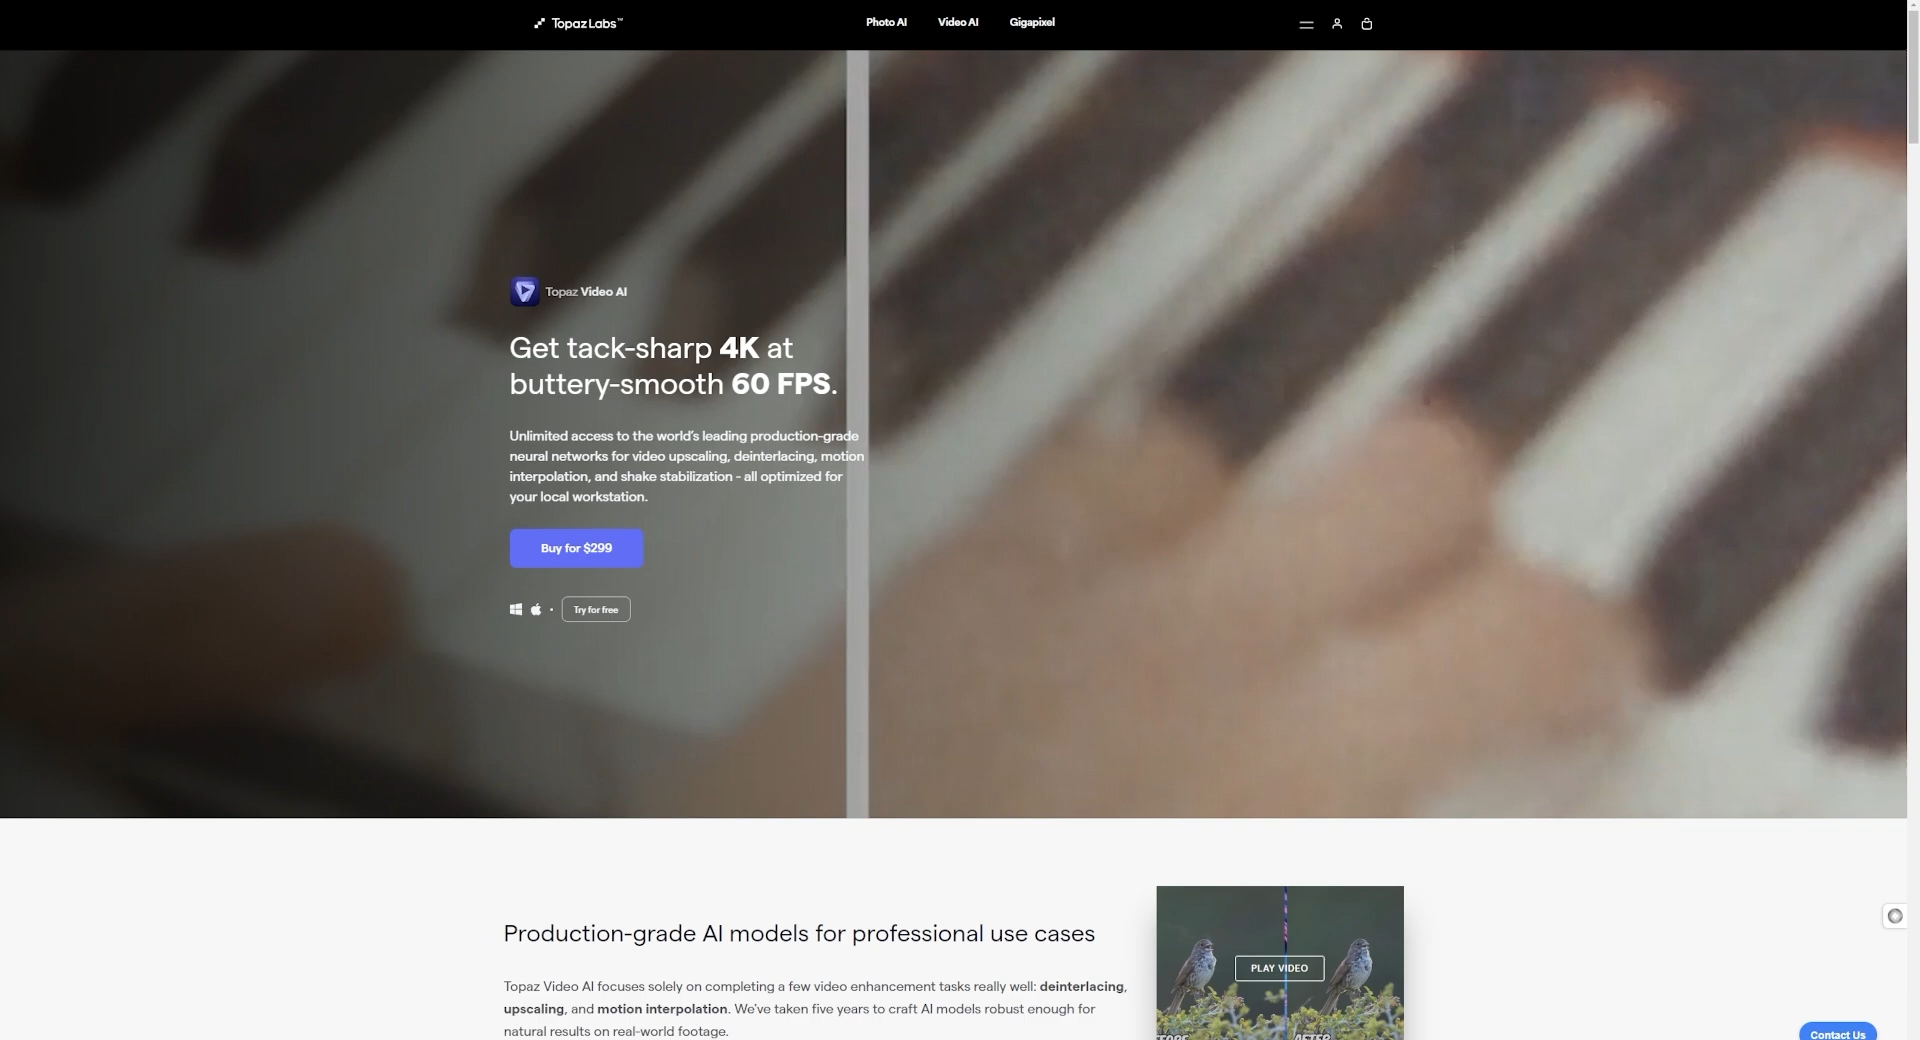 Topaz Labs™
Photo AI
Video AI
Gigapixel
Topaz Video AI
Get tack-sharp 4K at
buttery-smooth 60 FPS.
Unlimited access to the world's leading production-grade
neural networks for video upscaling, deinterlacing, motion
interpolation, and shake stabilization - all optimized for
your local workstation.
Buy for $299
Try for free
Production-grade AI models for professional use cases
Topaz Video AI focuses solely on completing a few video enhancement tasks really well: deinterlacing,
upscaling, and motion interpolation. We've taken five years to craft AI models robust enough for
natural results on real-world footage.
PLAY VIDEO
AFTER
Contact Us